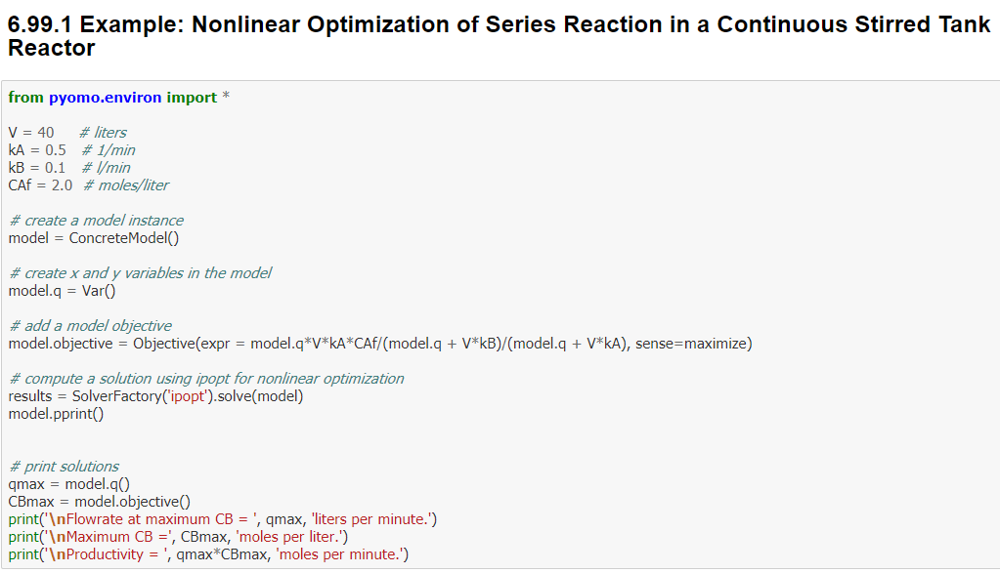 6.99.1 Example: Nonlinear Optimization of Series Reaction in a Continuous Stirred Tank
Reactor
from pyomo.environ import *
V = 40 # liters
kA = 0.5 # 1/min
kB = 0.1 # l/min
CAf = 2.0 # moles/liter
# create a model instance
model = ConcreteModel()
# create x and y variables in the model
model.q = Var()
# add a model objective
model.objective = Objective(expr = model.q*V*kA*CAf/(model.q + V*kB)/(model.q + V*kA), sense=maximize)
# compute a solution using ipopt for nonlinear optimization
results = SolverFactory('ipopt').solve(model)
model.pprint()
# print solutions
qmax = model.q()
CBmax = model.objective()
print('\nFlowrate at maximum CB = ', qmax, 'liters per minute.')
print('\nMaximum CB =', CBmax, 'moles per liter.')
print('\nProductivity = ', qmax*CBmax, 'moles per minute.')